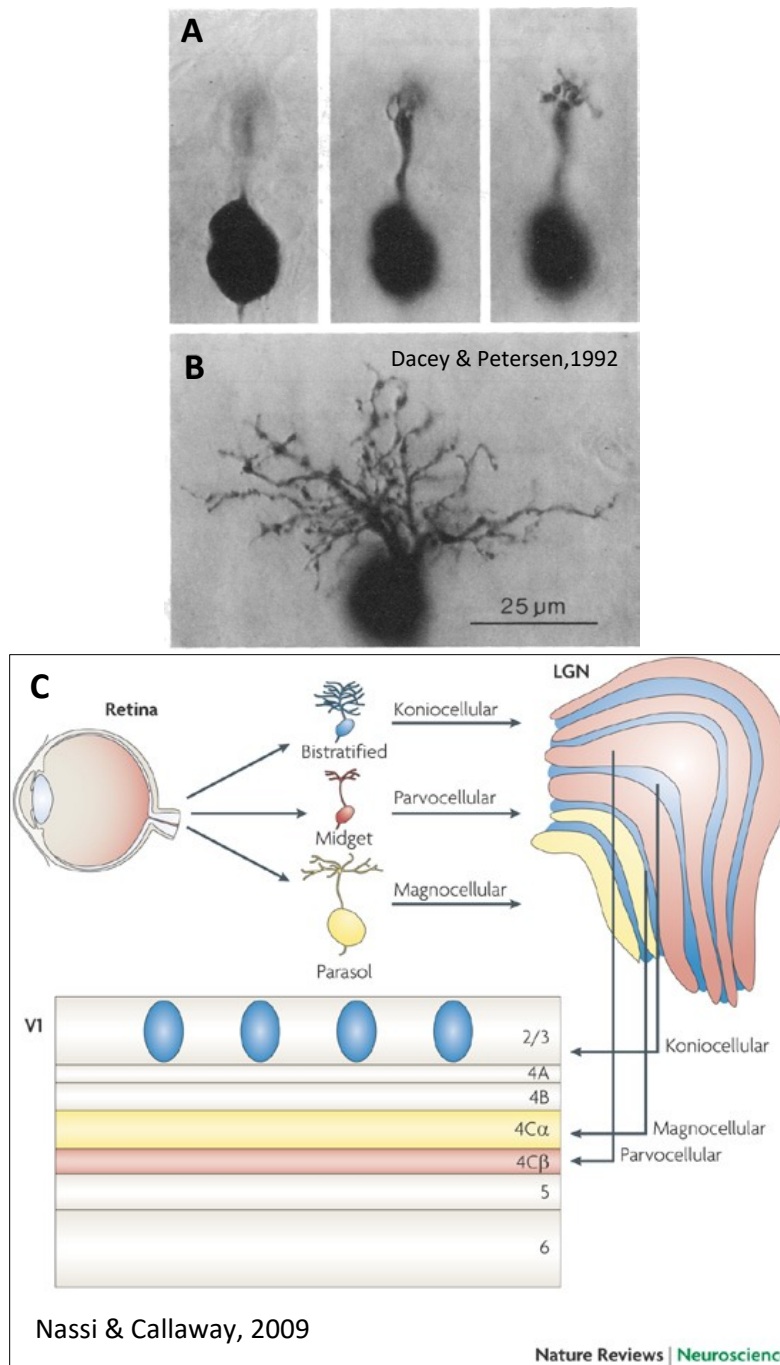 A
B
Dacey & Petersen,1992
25 µm
C
Retina
LGN
Koniocellular
Bistratified
Parvocellular
Midget
Magnocellular
Parasol
V1
2/3
Koniocellular
4A
4B
4Cα
Magnocellular
Parvocellular
4Cβ
5
6
Nassi & Callaway, 2009
Nature Reviews | Neuroscienc